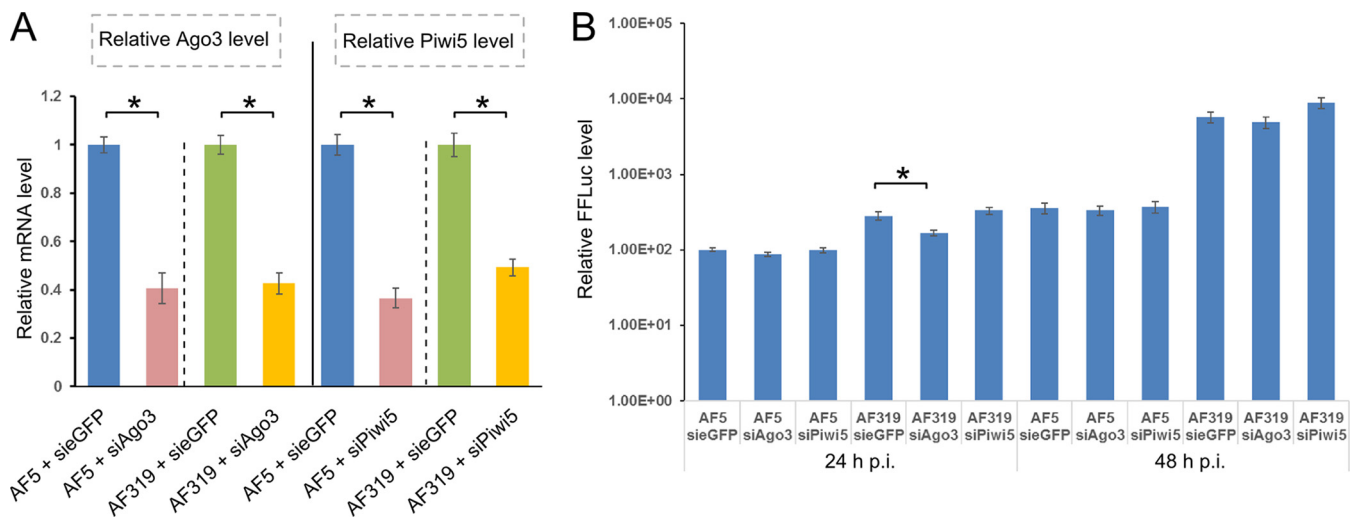 A
Relative Ago3 level
Relative Piwi5 level
Relative mRNA level
1.2
1
0.8
0.6
0.4
0.2
0
*
*
*
*
AF5 + sieGFP
AF5 + siAgo3
AF319 + sieGFP
AF319 + siAgo3
AF5 + sieGFP
AF5 + siPiwi5
AF319 + sieGFP
AF319 + siPiwi5
B
Relative FFLuc level
1.00E+05
1.00E+04
1.00E+03
1.00E+02
1.00E+01
1.00E+00
*
AF5 AF5 AF5 AF319 AF319 AF319 AF5 AF5 AF5 AF319 AF319 AF319
sieGFP siAgo3 siPiwi5 sieGFP siAgo3 siPiwi5 sieGFP siAgo3 siPiwi5 sieGFP siAgo3 siPiwi5
24 h p.i. 48 h p.i.